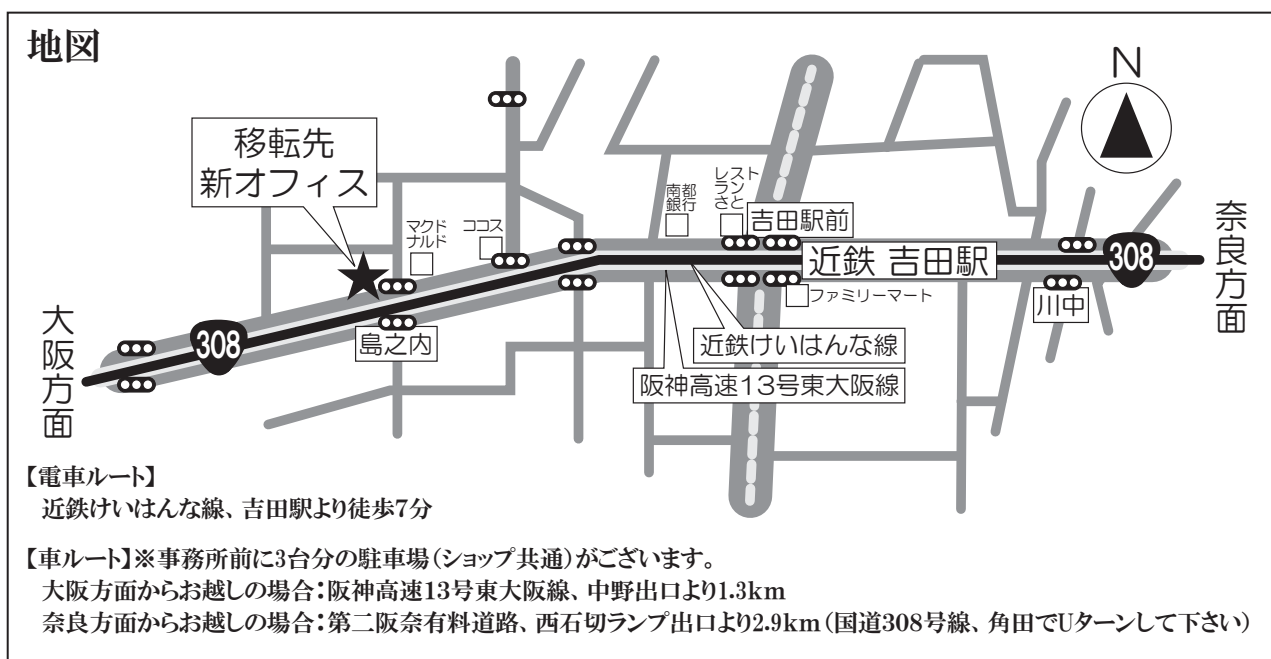 地図
N
移転先
新オフィス
マクド
ナルド
ココス
南都
銀行
レスト
ラン
さと
吉田駅前
近鉄 吉田駅
308
奈良方面
ファミリーマート
川中
大阪方面
308
島之内
近鉄けいはんな線
阪神高速13号東大阪線
【電車ルート】
近鉄けいはんな線、吉田駅より徒歩7分
【車ルート】※事務所前に3台分の駐車場(ショップ共通)がございます。
大阪方面からお越しの場合:阪神高速13号東大阪線、中野出口より1.3km
奈良方面からお越しの場合:第二阪奈有料道路、西石切ランプ出口より2.9km(国道308号線、角田でUターンして下さい)